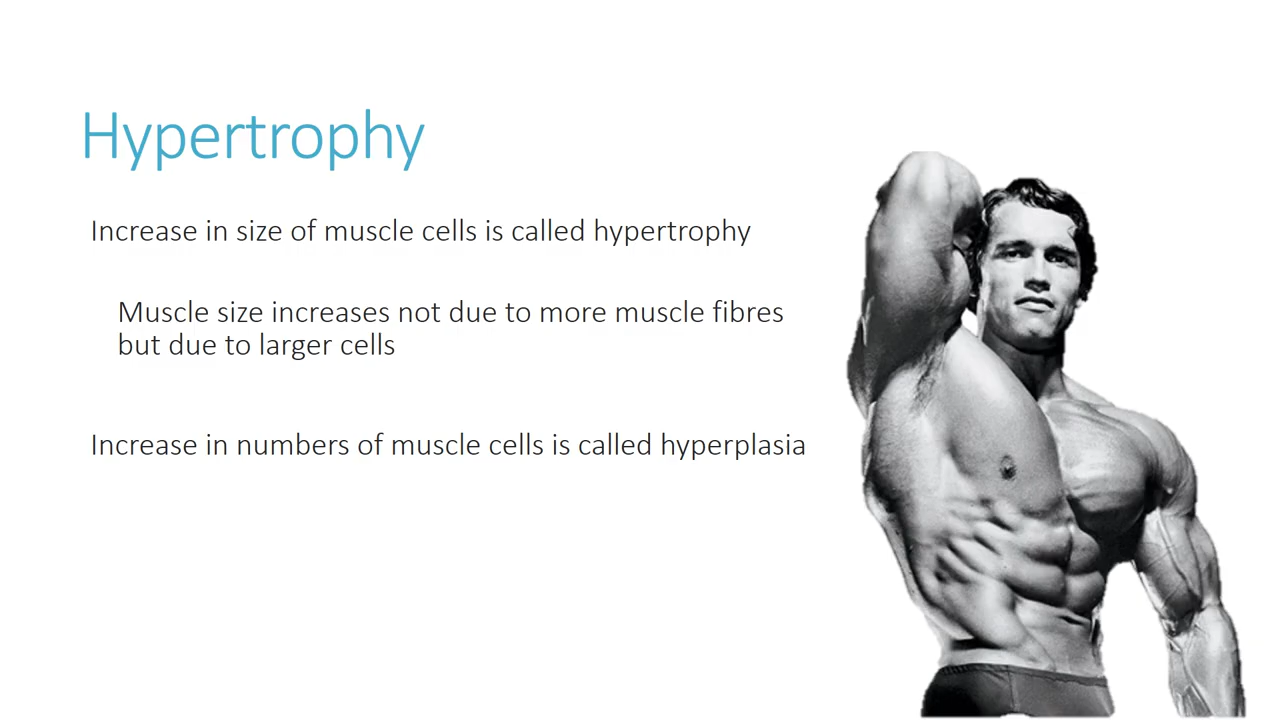 Hypertrophy
Increase in size of muscle cells is called hypertrophy
Muscle size increases not due to more muscle fibres
but due to larger cells
Increase in numbers of muscle cells is called hyperplasia